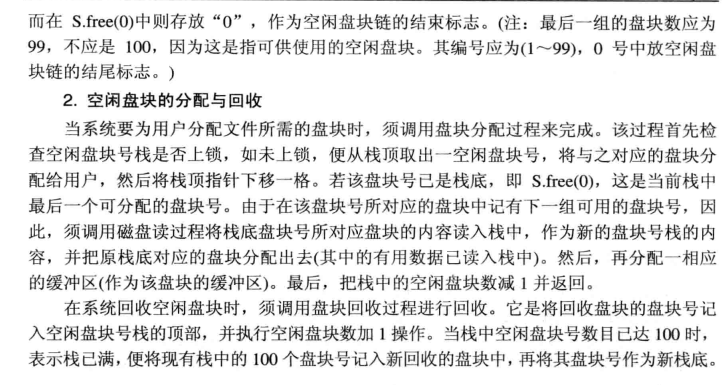 而在 S.free(0)中则存放“0”，作为空闲盘块链的结束标志。(注：最后一组的盘块数应为
99，不应是 100，因为这是指可供使用的空闲盘块。其编号应为(1～99)，0 号中放空闲盘
块链的结尾标志。)
2. 空闲盘块的分配与回收
当系统要为用户分配文件所需的盘块时，须调用盘块分配过程来完成。该过程首先检
查空闲盘块号栈是否上锁，如未上锁，便从栈顶取出一空闲盘块号，将与之对应的盘块分
配给用户，然后将栈顶指针下移一格。若该盘块号已是栈底，即 S.free(0)，这是当前栈中
最后一个可分配的盘块号。由于在该盘块号所对应的盘块中记有下一组可用的盘块号，因
此，须调用磁盘读过程将栈底盘块号所对应盘块的内容读入栈中，作为新的盘块号栈的内
容，并把原栈底对应的盘块分配出去(其中的有用数据已读入栈中)。然后，再分配一相应
的缓冲区(作为该盘块的缓冲区)。最后，把栈中的空闲盘块数减 1 并返回。
在系统回收空闲盘块时，须调用盘块回收过程进行回收。它是将回收盘块的盘块号记
入空闲盘块号栈的顶部，并执行空闲盘块数加 1 操作。当栈中空闲盘块号数目已达 100 时，
表示栈已满，便将现有栈中的 100 个盘块号记入新回收的盘块中，再将其盘块号作为新栈底。